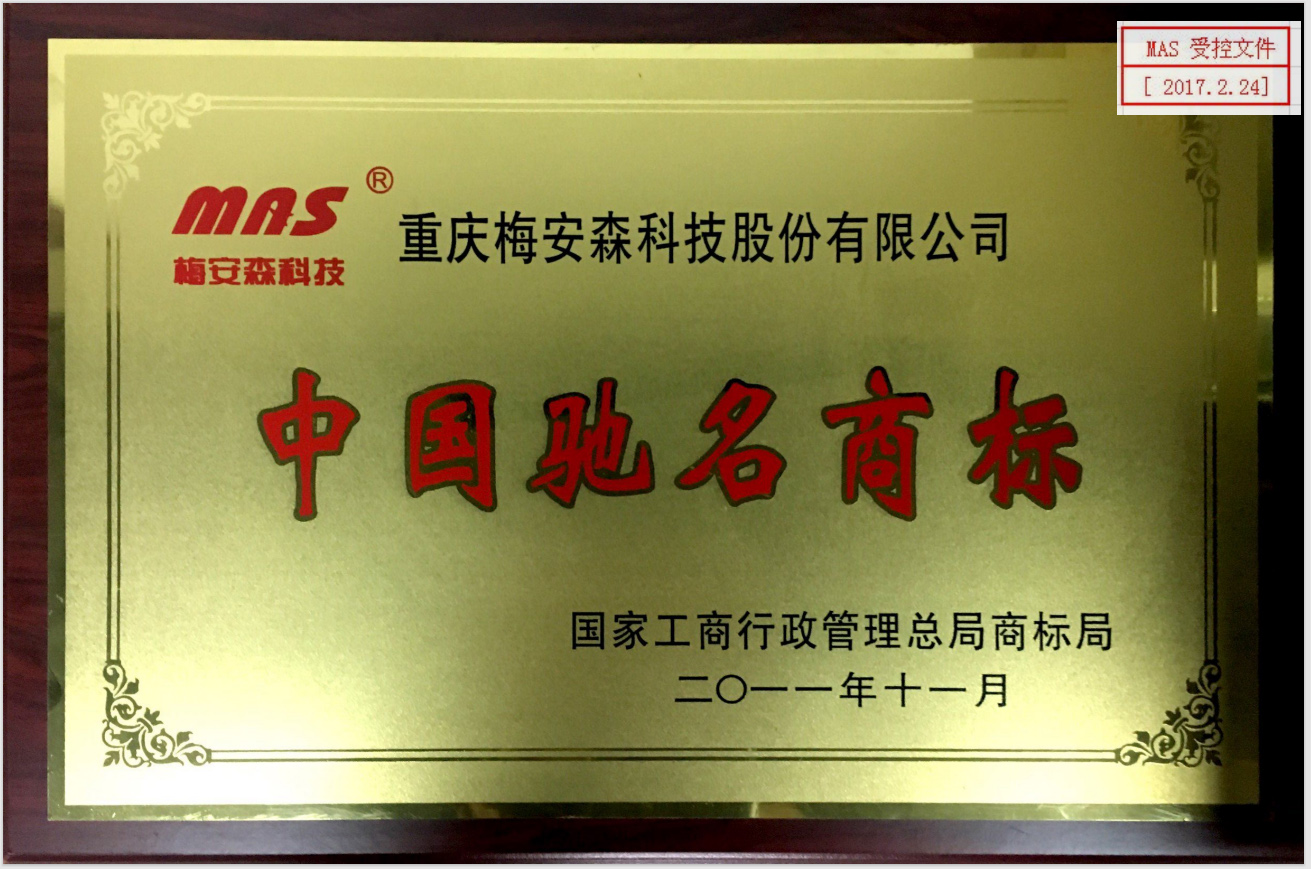 MAS 受控文件
[ 2017.2.24]
MAS®
梅安森科技
重庆梅安森科技股份有限公司
中国驰名商标
国家工商行政管理总局商标局
二〇一一年十一月